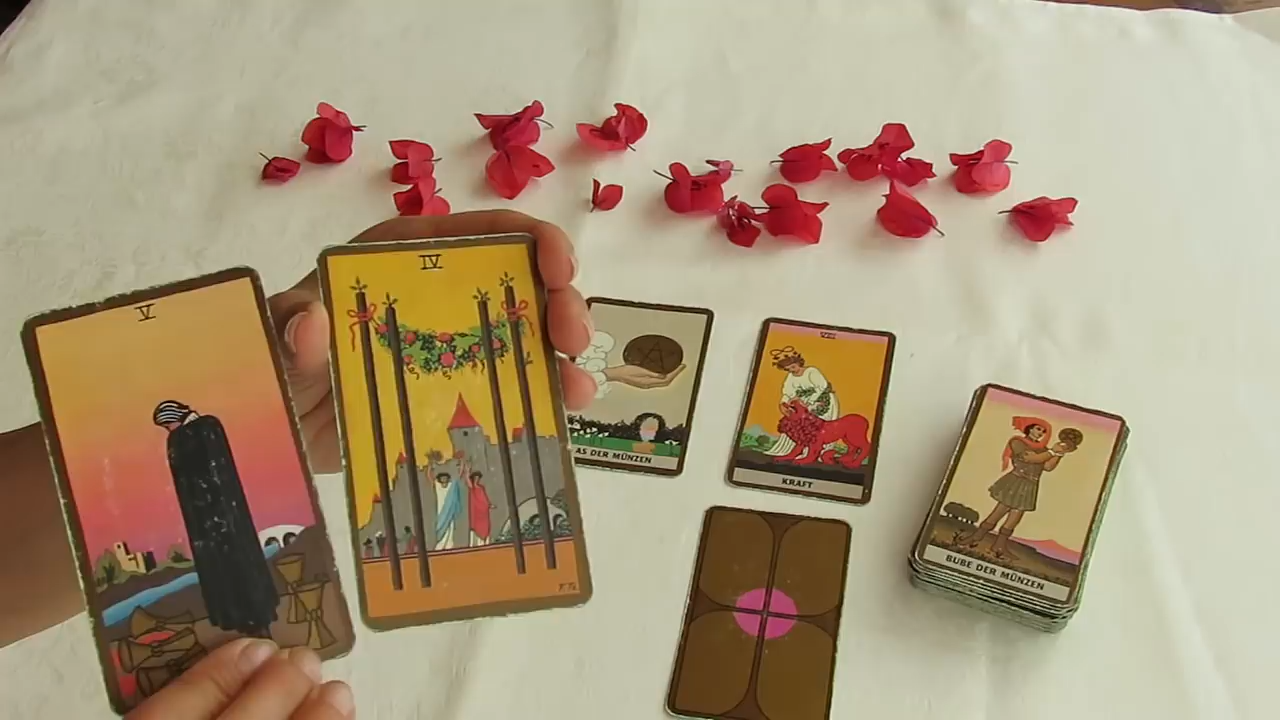 V
IV
AS DER MÜNZEN
KRAFT
BUBE DER MÜNZEN